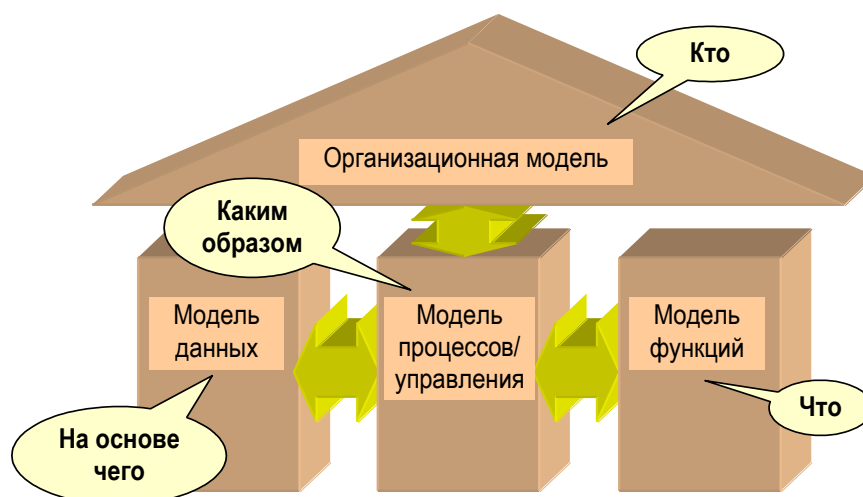 Кто
Организационная модель
Каким
образом
Модель
данных
Модель
процессов/
управления
Модель
функций
На основе
чего
Что